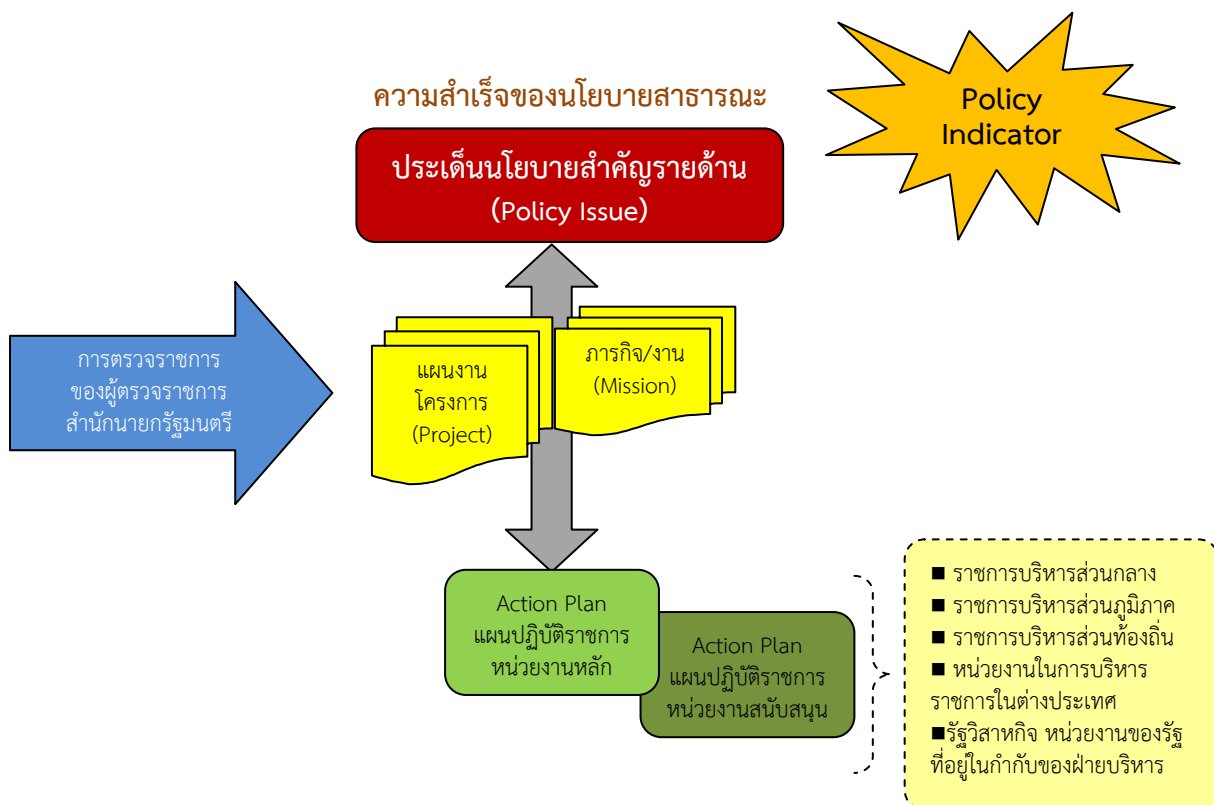 ความสำเร็จของนโยบายสาธารณะ
ประเด็นนโยบายสำคัญรายด้าน
(Policy Issue)
Policy
Indicator
การตรวจราชการ
ของผู้ตรวจราชการ
สำนักนายกรัฐมนตรี
แผนงาน
โครงการ
(Project)
ภารกิจ/งาน
(Mission)
Action Plan
แผนปฏิบัติราชการ
หน่วยงานหลัก
Action Plan
แผนปฏิบัติราชการ
หน่วยงานสนับสนุน
■ ราชการบริหารส่วนกลาง
■ ราชการบริหารส่วนภูมิภาค
■ ราชการบริหารส่วนท้องถิ่น
■ หน่วยงานในการบริหาร
ราชการในต่างประเทศ
■รัฐวิสาหกิจ หน่วยงานของรัฐ
ที่อยู่ในกำกับของฝ่ายบริหาร